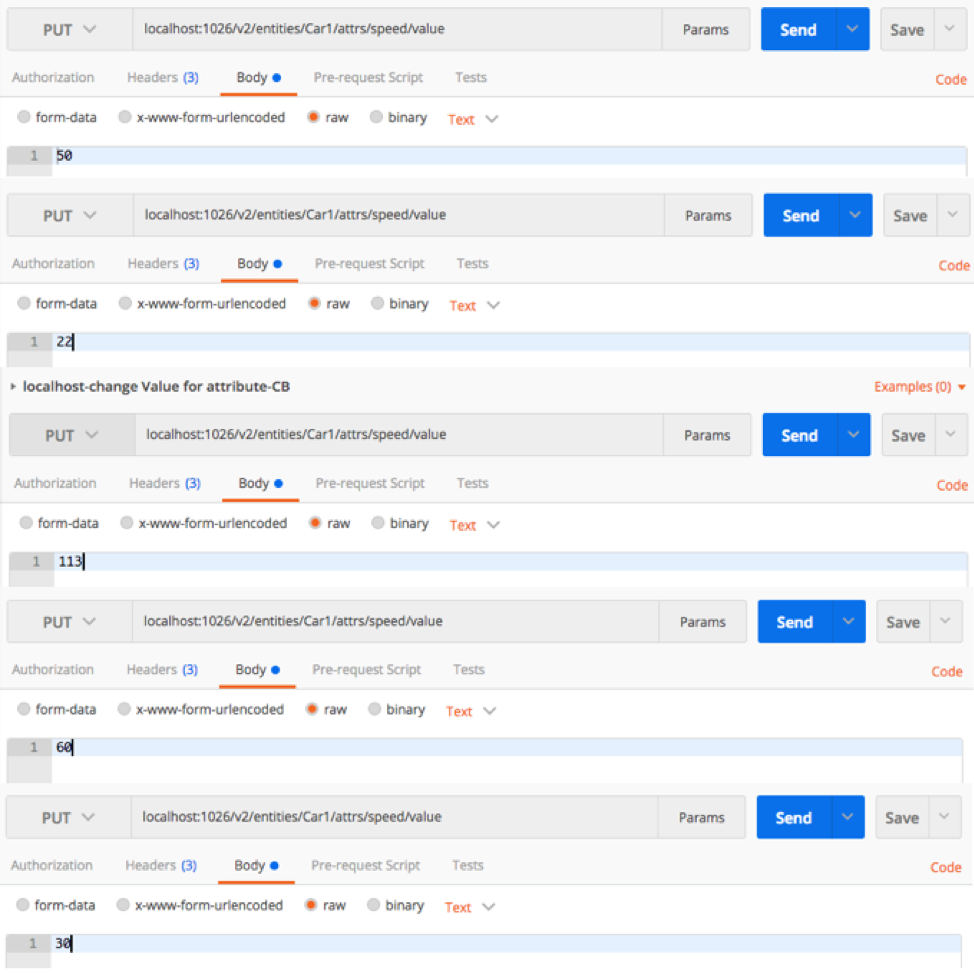 PUT localhost:1026/v2/entities/Car1/attrs/speed/value Params Send Save
Authorization Headers (3) Body Pre-request Script Tests Code
form-data x-www-form-urlencoded raw binary Text
1 50
PUT localhost:1026/v2/entities/Car1/attrs/speed/value Params Send Save
Authorization Headers (3) Body Pre-request Script Tests Code
form-data x-www-form-urlencoded raw binary Text
1 22
localhost-change Value for attribute-CB Examples (0)
PUT localhost:1026/v2/entities/Car1/attrs/speed/value Params Send Save
Authorization Headers (3) Body Pre-request Script Tests Code
form-data x-www-form-urlencoded raw binary Text
1 113
PUT localhost:1026/v2/entities/Car1/attrs/speed/value Params Send Save
Authorization Headers (3) Body Pre-request Script Tests Code
form-data x-www-form-urlencoded raw binary Text
1 60
PUT localhost:1026/v2/entities/Car1/attrs/speed/value Params Send Save
Authorization Headers (3) Body Pre-request Script Tests Code
form-data x-www-form-urlencoded raw binary Text
1 30